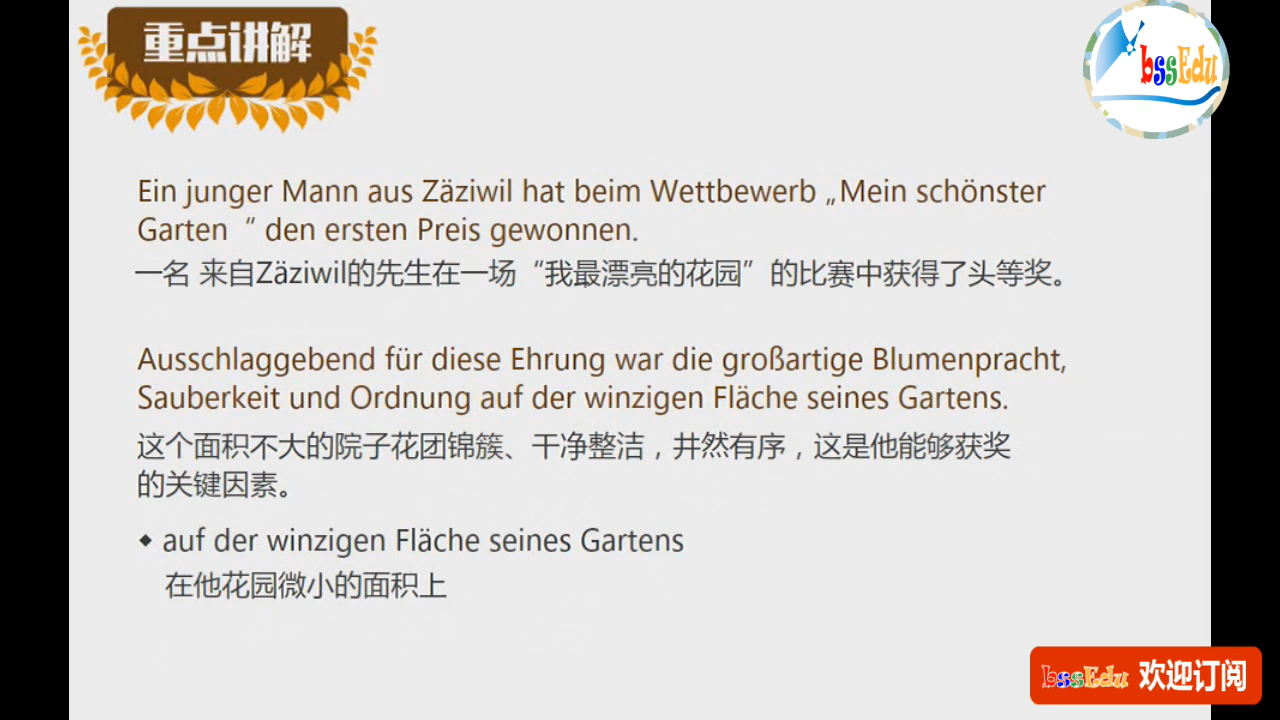 重点讲解
bssEdu
Ein junger Mann aus Zäziwil hat beim Wettbewerb „Mein schönster
Garten “ den ersten Preis gewonnen.
一名 来自Zäziwil的先生在一场“我最漂亮的花园”的比赛中获得了头等奖。
Ausschlaggebend für diese Ehrung war die großartige Blumenpracht,
Sauberkeit und Ordnung auf der winzigen Fläche seines Gartens.
这个面积不大的院子花团锦簇、干净整洁，井然有序，这是他能够获奖
的关键因素。
◆ auf der winzigen Fläche seines Gartens
在他花园微小的面积上
bssEdu 欢迎订阅